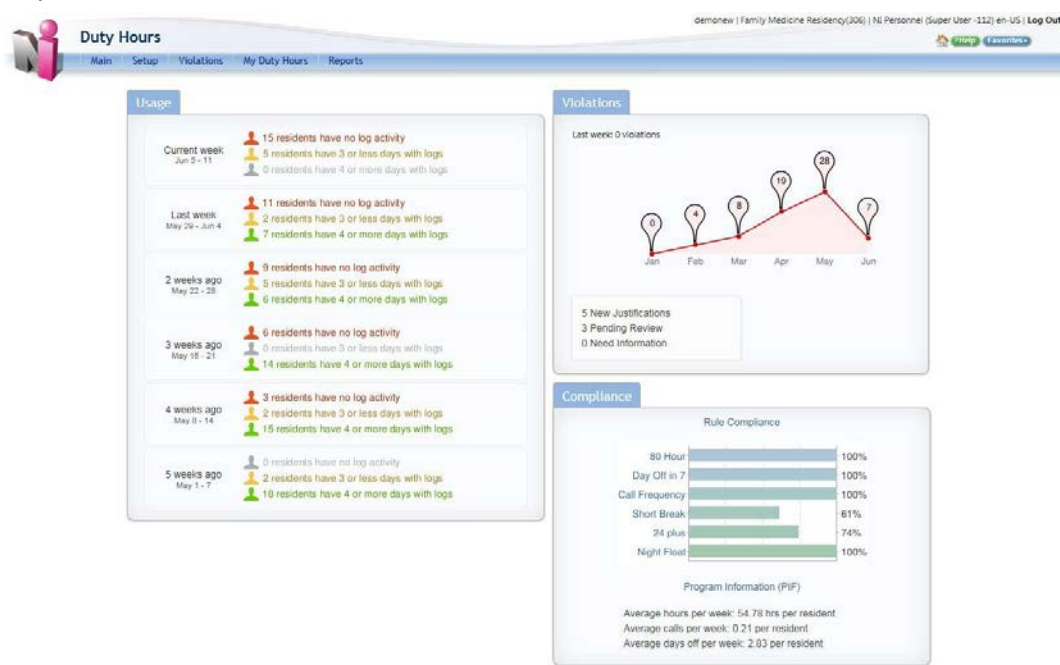 demonew | Family Medicine Residency(306) | NI Personnel (Super User -112) en-US | Log Out
Duty Hours
Help Favorites
Main Setup Violations My Duty Hours Reports
Usage
Current week
Jun 5 - 11
15 residents have no log activity
5 residents have 3 or less days with logs
0 residents have 4 or more days with logs
Last week
May 29 - Jun 4
11 residents have no log activity
2 residents have 3 or less days with logs
7 residents have 4 or more days with logs
2 weeks ago
May 22 - 28
9 residents have no log activity
5 residents have 3 or less days with logs
6 residents have 4 or more days with logs
3 weeks ago
May 15 - 21
6 residents have no log activity
0 residents have 3 or less days with logs
14 residents have 4 or more days with logs
4 weeks ago
May 8 - 14
3 residents have no log activity
2 residents have 3 or less days with logs
15 residents have 4 or more days with logs
5 weeks ago
May 1 - 7
0 residents have no log activity
2 residents have 3 or less days with logs
18 residents have 4 or more days with logs
Violations
Last week: 0 violations
0 4 8 19 28 7
Jan Feb Mar Apr May Jun
5 New Justifications
3 Pending Review
0 Need Information
Compliance
Rule Compliance
80 Hour 100%
Day Off in 7 100%
Call Frequency 100%
Short Break 61%
24 plus 74%
Night Float 100%
Program Information (PIF)
Average hours per week: 54.78 hrs per resident
Average calls per week: 0.21 per resident
Average days off per week: 2.83 per resident